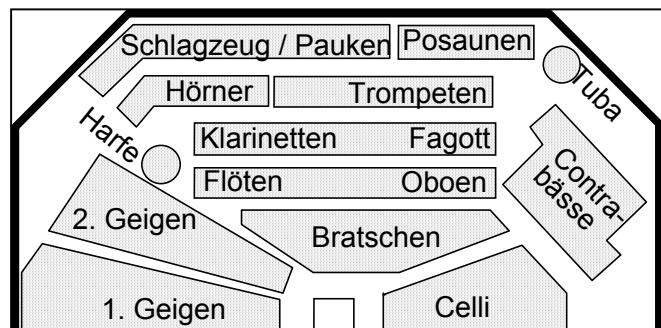 Schlagzeug / Pauken Posaunen
Tuba
Hörner Trompeten
Harfe
Klarinetten Fagott
Flöten Oboen
Contra-
bässe
2. Geigen
Bratschen
1. Geigen
Celli